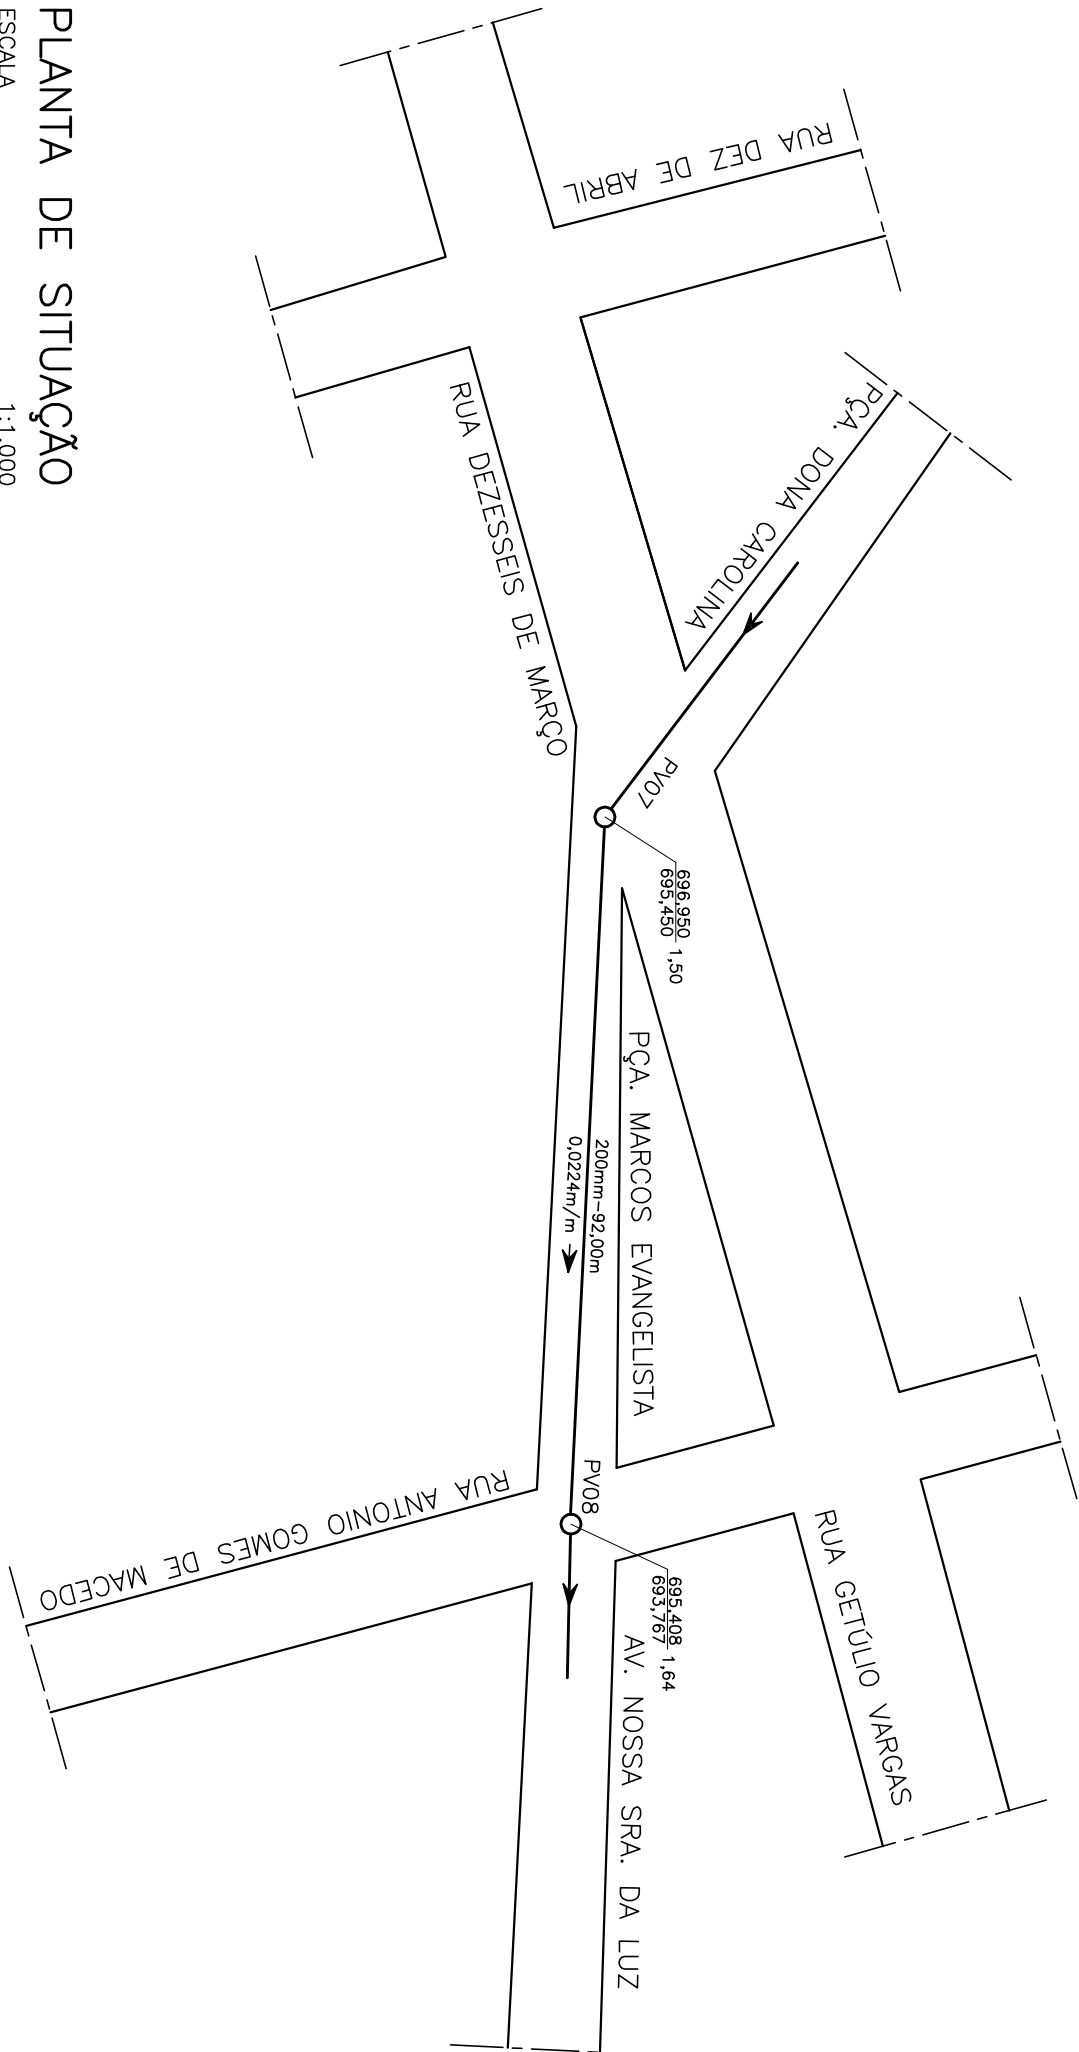 PLANTA DE SITUAÇÃO
ESCALA 1:1.000
RUA DEZ DE ABRIL
PÇA. DONA CAROLINA
RUA DEZESSEIS DE MARÇO
PV07
696,950
695,450
1,50
PÇA. MARCOS EVANGELISTA
200mm-92,00m
0,0224m/m
PV08
695,408
693,767
1,64
RUA ANTONIO GOMES DE MACEDO
RUA GETÚLIO VARGAS
AV. NOSSA SRA. DA LUZ